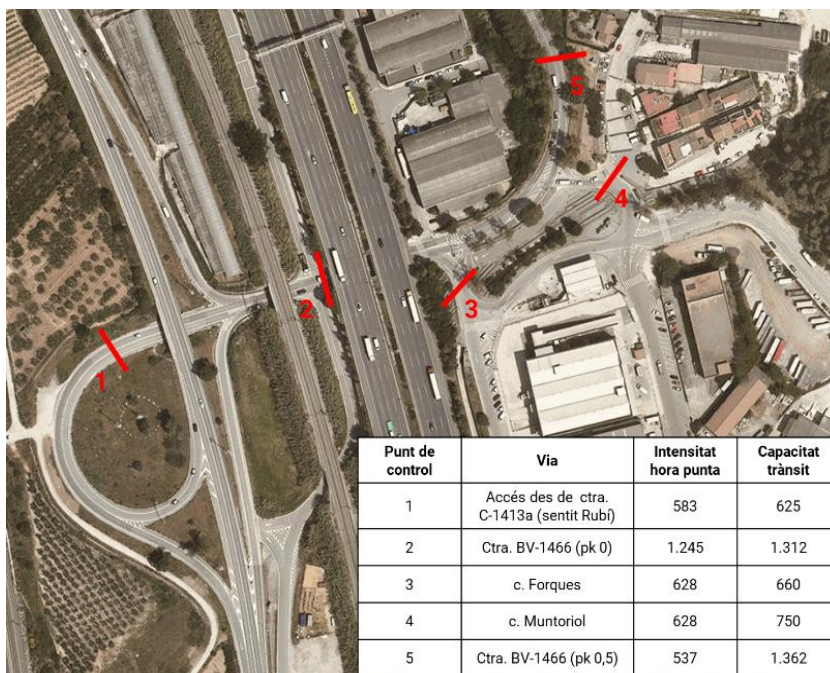 5
4
2
3
1
Punt de control Via Intensitat hora punta Capacitat trànsit
1 Accés des de ctra. C-1413a (sentit Rubí) 583 625
2 Ctra. BV-1466 (pk 0) 1.245 1.312
3 c. Forques 628 660
4 c. Muntoriol 628 750
5 Ctra. BV-1466 (pk 0,5) 537 1.362